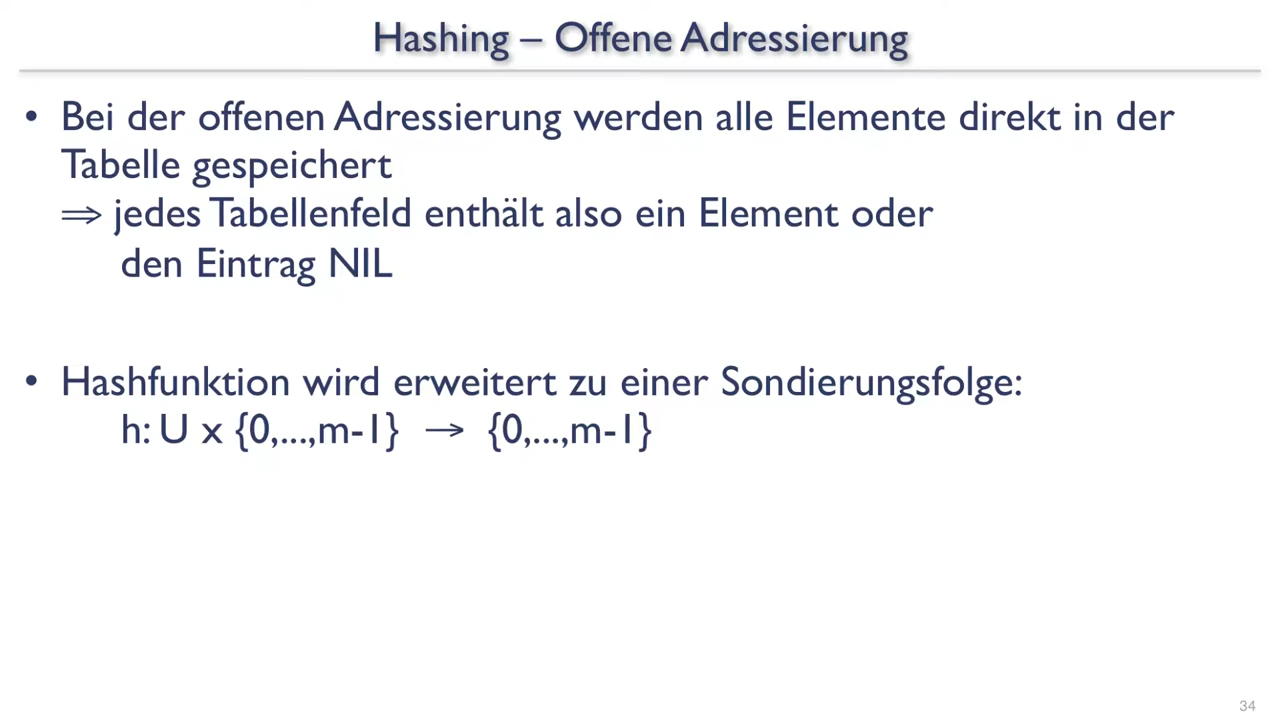 Hashing – Offene Adressierung
• Bei der offenen Adressierung werden alle Elemente direkt in der
Tabelle gespeichert
⇒ jedes Tabellenfeld enthält also ein Element oder
den Eintrag NIL
• Hashfunktion wird erweitert zu einer Sondierungsfolge:
h: U x {0,...,m-1} → {0,...,m-1}
34